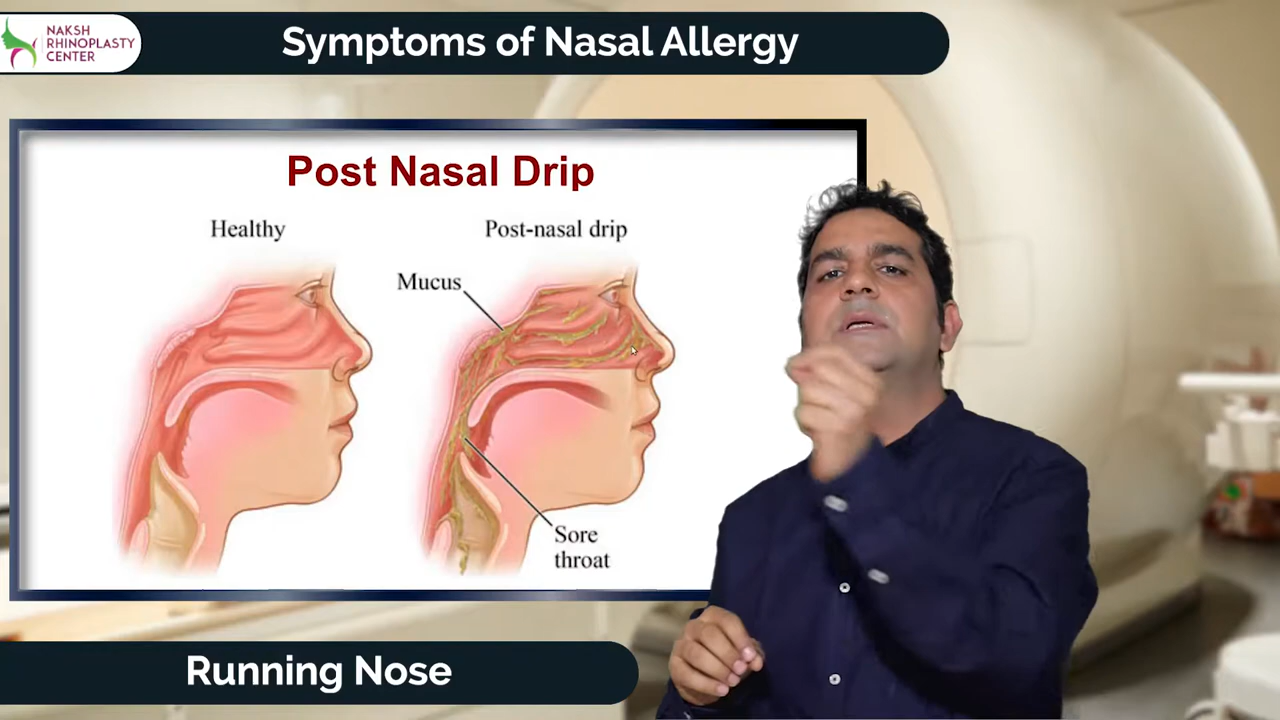 NAKSH
RHINOPLASTY
CENTER
Symptoms of Nasal Allergy
Post Nasal Drip
Healthy
Post-nasal drip
Mucus
Sore
throat
Running Nose